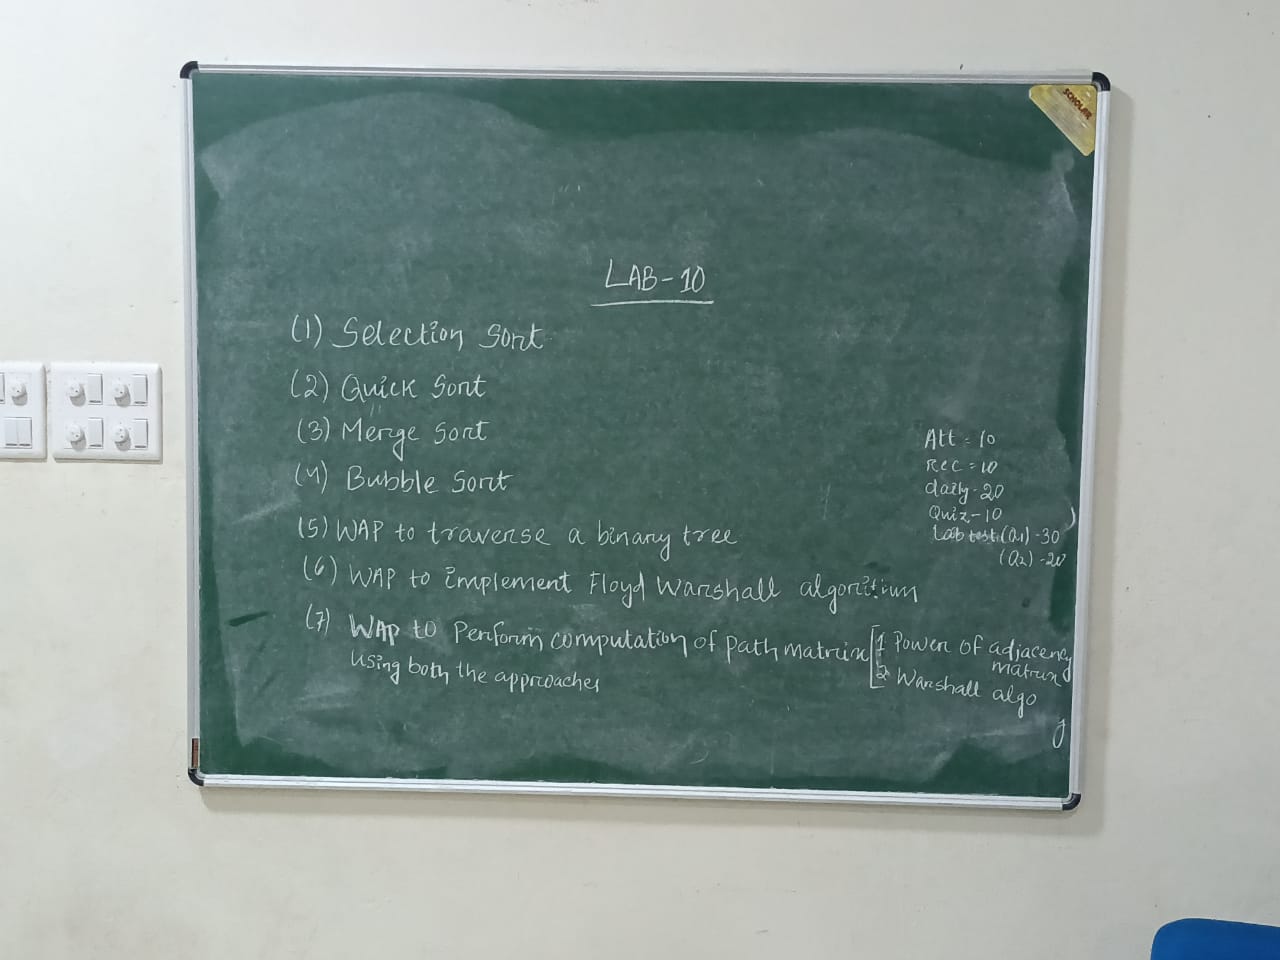 SCHOLAR
LAB-10
(1) Selection Sort
(2) Quick Sort
(3) Merge Sort
(4) Bubble Sort
(5) WAP to traverse a binary tree
(6) WAP to implement Floyd Warshall algorithm
(7) WAP to Perform computation of path matrix [1 Power of adjacency matrix
using both the approaches
2 Warshall algo
Att = 10
Rec = 10
daily - 20
Quiz - 10
Lab test (Q1) - 30
(Q2) - 20